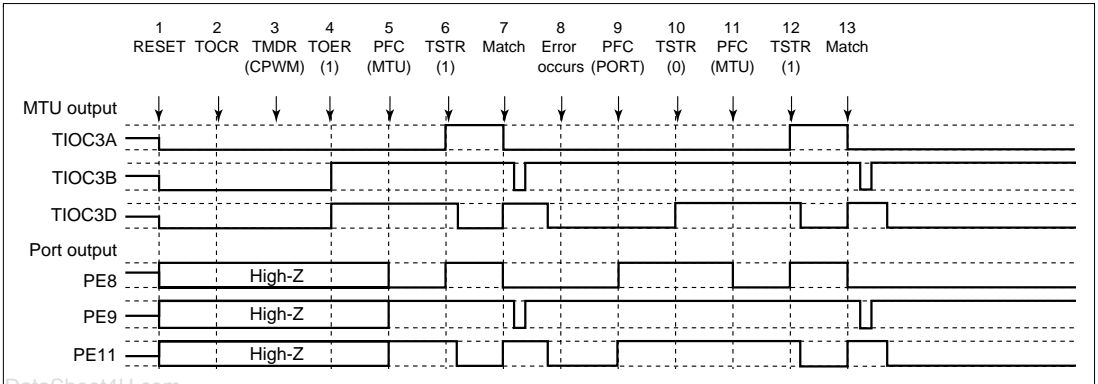 1 2 3 4 5 6 7 8 9 10 11 12 13
RESET TOCR TMDR TOER PFC TSTR Match Error PFC TSTR PFC TSTR Match
(CPWM) (1) (MTU) (1) occurs (PORT) (0) (MTU) (1)
MTU output
TIOC3A
TIOC3B
TIOC3D
Port output
PE8 High-Z
PE9 High-Z
PE11 High-Z
DataSheet4U.com